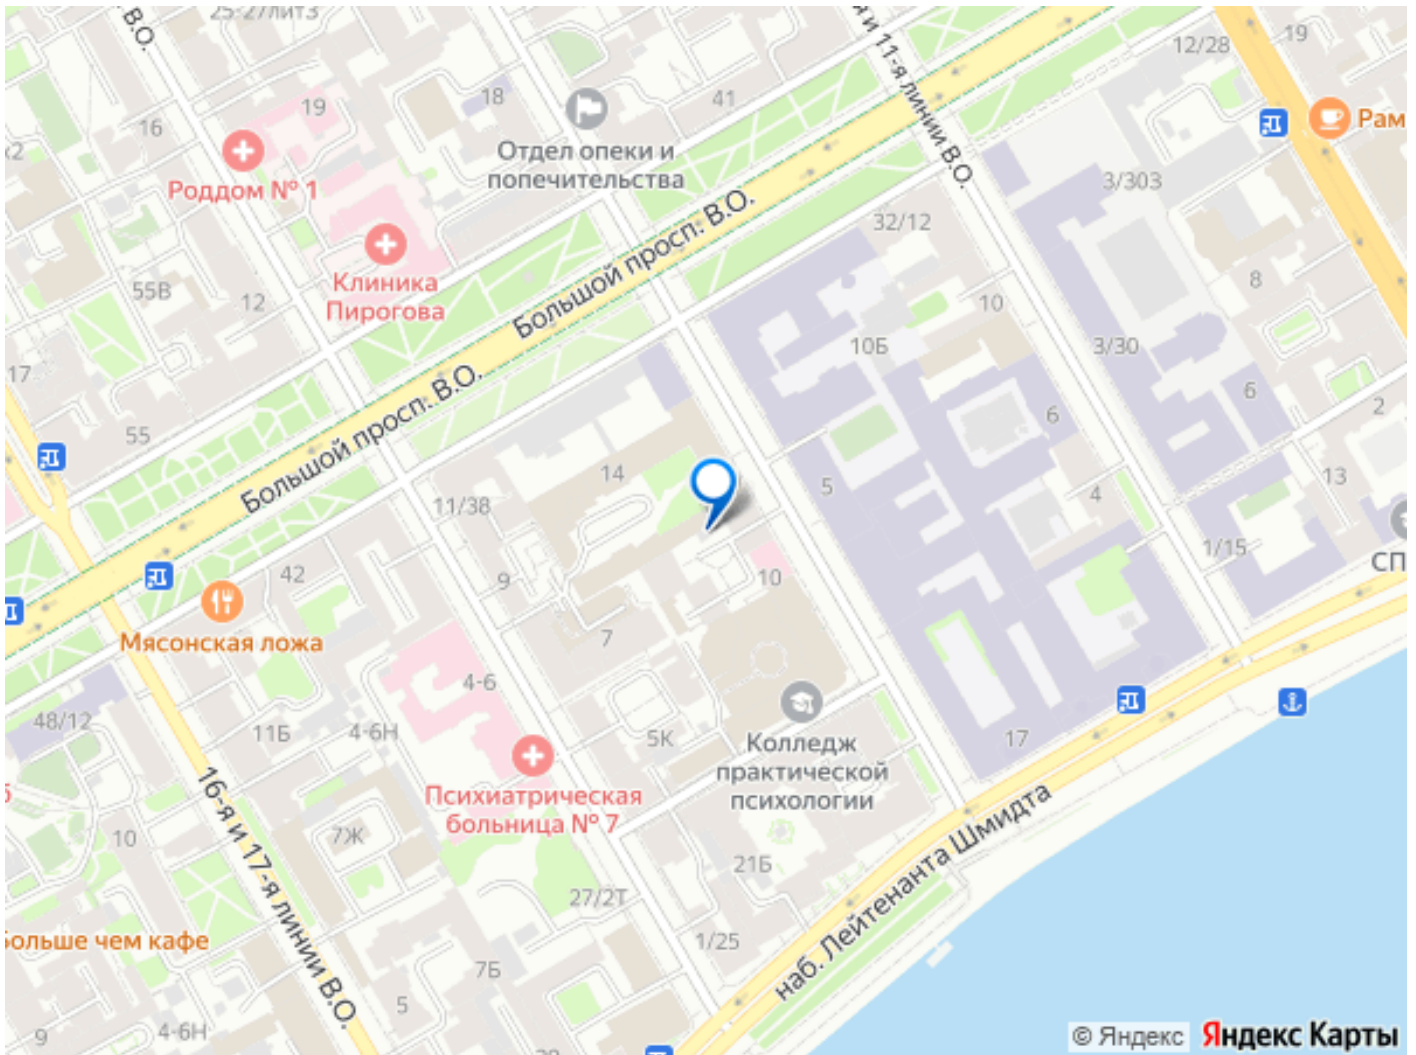 25-27литЗ
В.О.
19
16
18
Роддом № 1
Отдел опеки и
попечительства
41
я и 11-я линии В.О.
12/28
19
Рам
3/303
32/12
Клиника
Пирогова
55В
12
Большой просп. В.О.
8
10
10Б
3/30
17
55
Большой просп. В.О.
6
6
2
14
11/38
5
4
13
1/15
СП
42
9
10
Мясонская ложа
7
4-6
48/12
11Б
4-6Н
5К
Колледж
практической
психологии
17
Психиатрическая
больница № 7
16-я и 17-я линии В.О.
10
7Ж
21Б
27/2Т
наб. Лейтенанта Шмидта
больше чем кафе
1/25
7Б
5
4-6Н
9
© Яндекс
Яндекс Карты